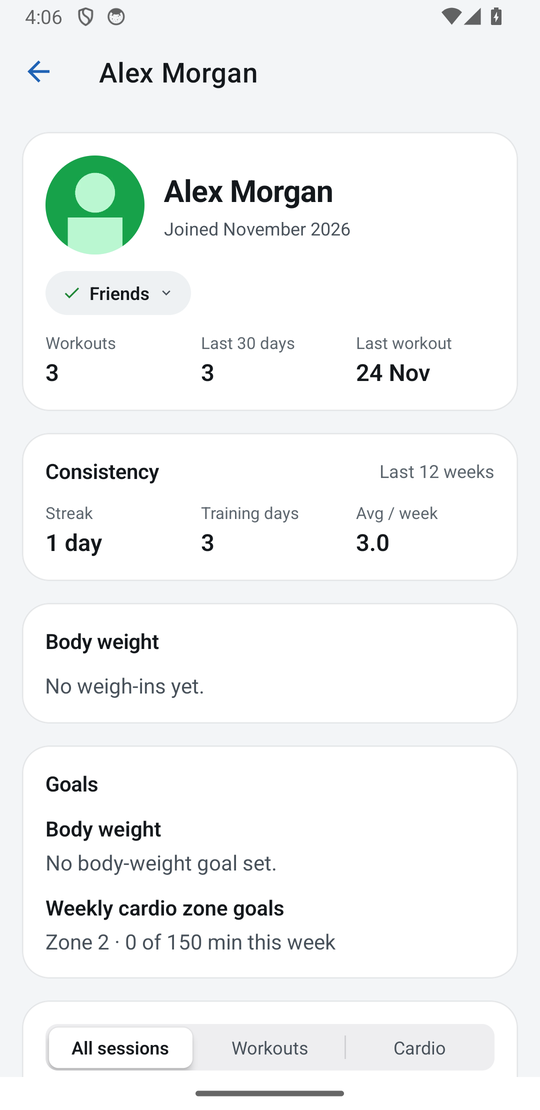 4:06
Alex Morgan
Alex Morgan
Joined November 2026
Friends
Workouts Last 30 days Last workout
3 3 24 Nov
Consistency Last 12 weeks
Streak Training days Avg / week
1 day 3 3.0
Body weight
No weigh-ins yet.
Goals
Body weight
No body-weight goal set.
Weekly cardio zone goals
Zone 2 · 0 of 150 min this week
All sessions Workouts Cardio